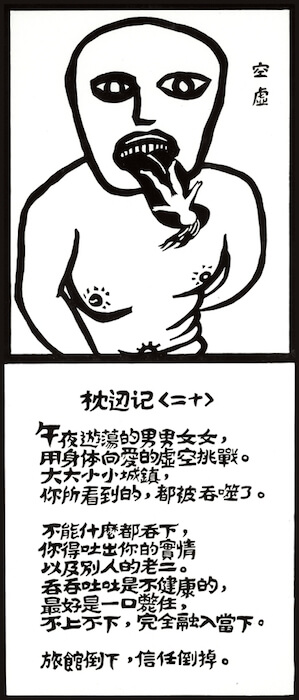 空虛
枕边记<二十>
午夜遊蕩的男男女女，
用身体向愛的虛空挑戰。
大大小小城鎮，
你所看到的，都被吞噬了。
不能什麼都吞下，
你得吐出你的實情
以及別人的老二。
吞吞吐吐是不健康的，
最好是一口斃住，
不上不下，完全融入當下。
旅館倒下，信任倒掉。